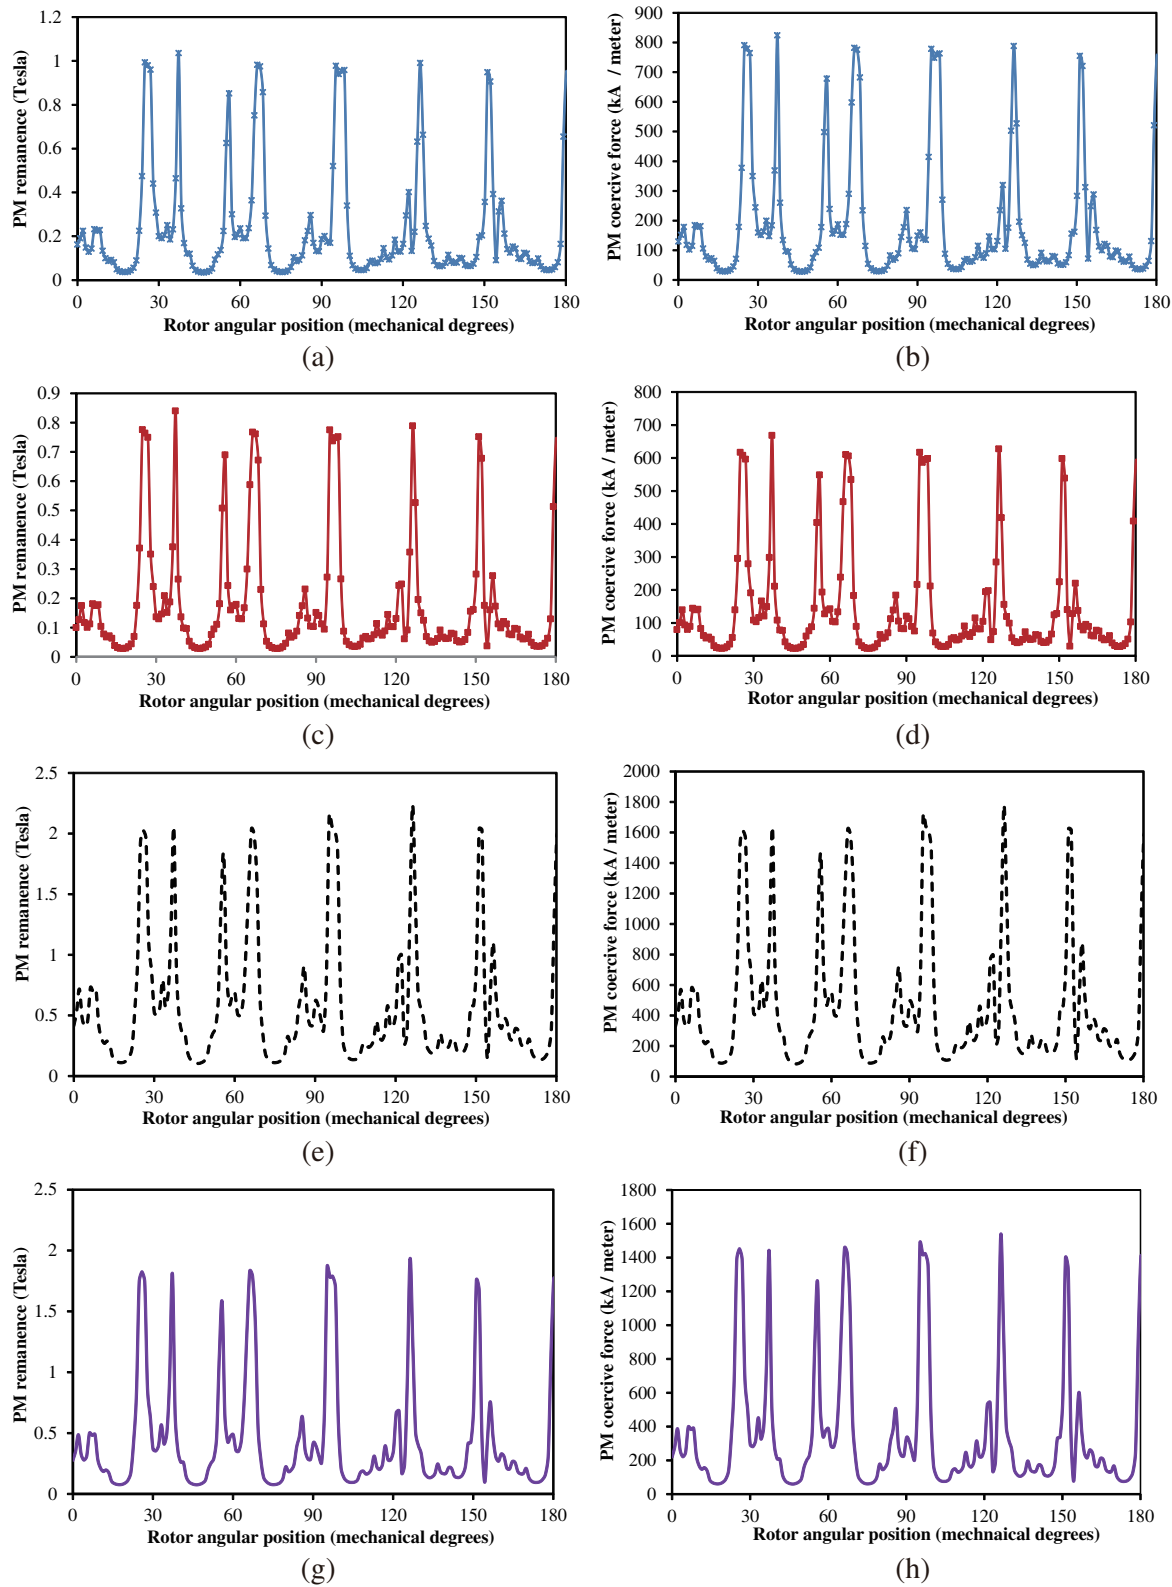 PM remanence (Tesla)
1.2
1
0.8
0.6
0.4
0.2
0
0 30 60 90 120 150 180
Rotor angular position (mechanical degrees)
(a)
PM coercive force (kA / meter)
900
800
700
600
500
400
300
200
100
0
0 30 60 90 120 150 180
Rotor angular position (mechanical degrees)
(b)
PM remanence (Tesla)
0.9
0.8
0.7
0.6
0.5
0.4
0.3
0.2
0.1
0
0 30 60 90 120 150 180
Rotor angular position (mechanical degrees)
(c)
PM coercive force (kA / meter)
800
700
600
500
400
300
200
100
0
0 30 60 90 120 150 180
Rotor angular position (mechanical degrees)
(d)
PM remanence (Tesla)
2.5
2
1.5
1
0.5
0
0 30 60 90 120 150 180
Rotor angular position (mechanical degrees)
(e)
PM coercive force (kA / meter)
2000
1800
1600
1400
1200
1000
800
600
400
200
0
0 30 60 90 120 150 180
Rotor angular position (mechanical degrees)
(f)
PM remanence (Tesla)
2.5
2
1.5
1
0.5
0
0 30 60 90 120 150 180
Rotor angular position (mechanical degrees)
(g)
PM coercive force (kA / meter)
1800
1600
1400
1200
1000
800
600
400
200
0
0 30 60 90 120 150 180
Rotor angular position (mechnaical degrees)
(h)